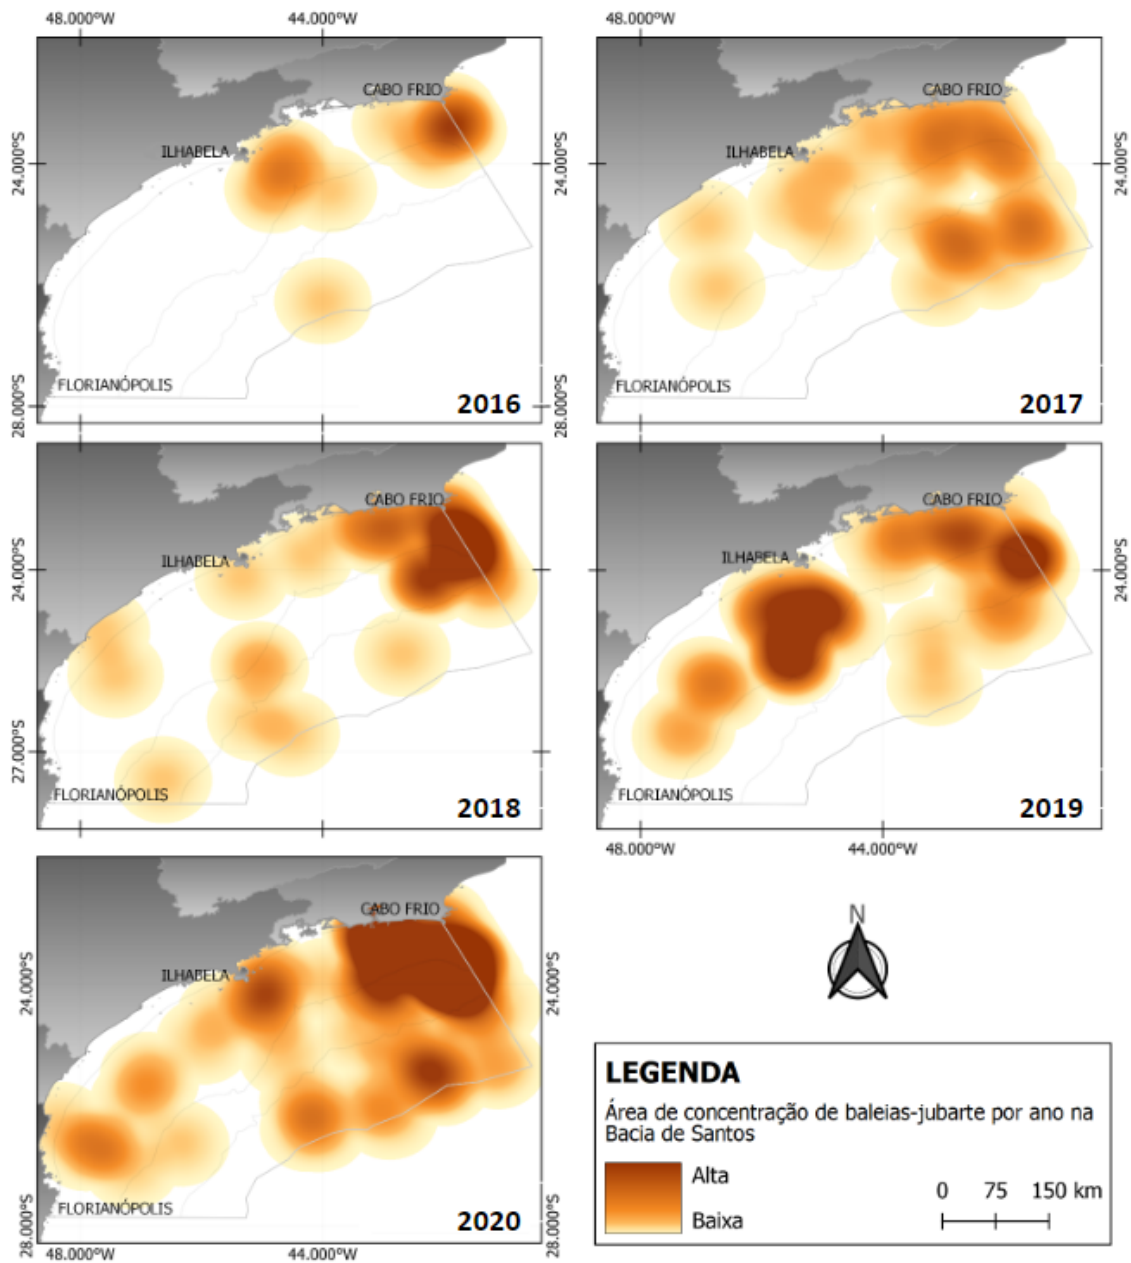 48.000°W 44.000°W
CABO FRIO
ILHABELA
24.000°S
FLORIANÓPOLIS
28.000°S
2016
48.000°W
CABO FRIO
ILHABELA
24.000°S
FLORIANÓPOLIS
28.000°S
2017
CABO FRIO
ILHABELA
24.000°S
27.000°S
FLORIANÓPOLIS
2018
CABO FRIO
ILHABELA
24.000°S
FLORIANÓPOLIS
2019
48.000°W 44.000°W
CABO FRIO
ILHABELA
24.000°S
24.000°S
FLORIANÓPOLIS
28.000°S
28.000°S
2020
48.000°W 44.000°W
N
LEGENDA
Área de concentração de baleias-jubarte por ano na
Bacia de Santos
Alta
Baixa
0 75 150 km